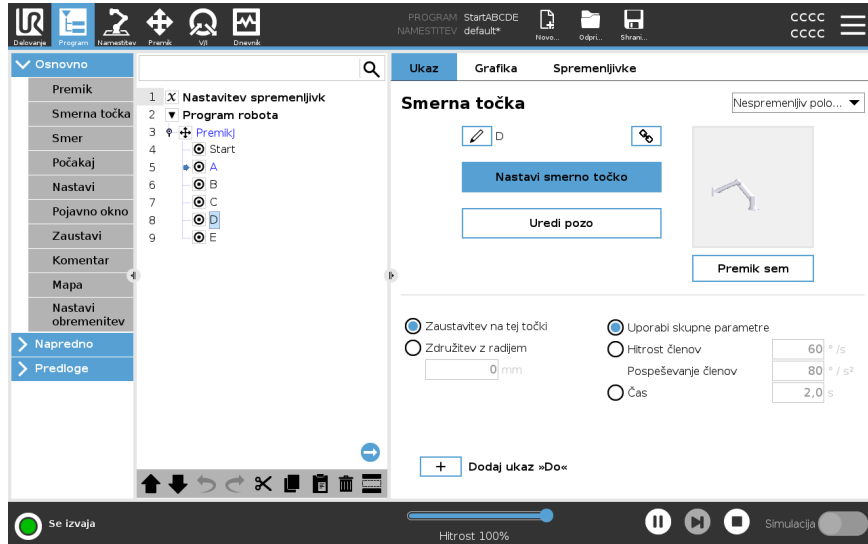 UR
PROGRAM StartABCDE
NAMESTITEV default*
Delovanje Program Namestitev Premik V/I Dnevnik
Novo... Odpri... Shrani...
CCCC
CCCC
Osnovno
Premik
Smerna točka
Smer
Počakaj
Nastavi
Pojavno okno
Zaustavi
Komentar
Mapa
Nastavi
obremenitev
Napredno
Predloge
1 X Nastavitev spremenljivk
2 Program robota
3 PremikJ
4 Start
5 A
6 B
7 C
8 D
9 E
Ukaz Grafika Spremenljivke
Smerna točka
Nespremenljiv polo...
D
Nastavi smerno točko
Uredi pozo
Premik sem
Zaustavitev na tej točki
Združitev z radijem
0 mm
Uporabi skupne parametre
Hitrost členov 60 ° /s
Pospeševanje členov 80 ° / s²
Čas 2,0 s
+ Dodaj ukaz »Do«
Se izvaja
Hitrost 100%
Simulacija